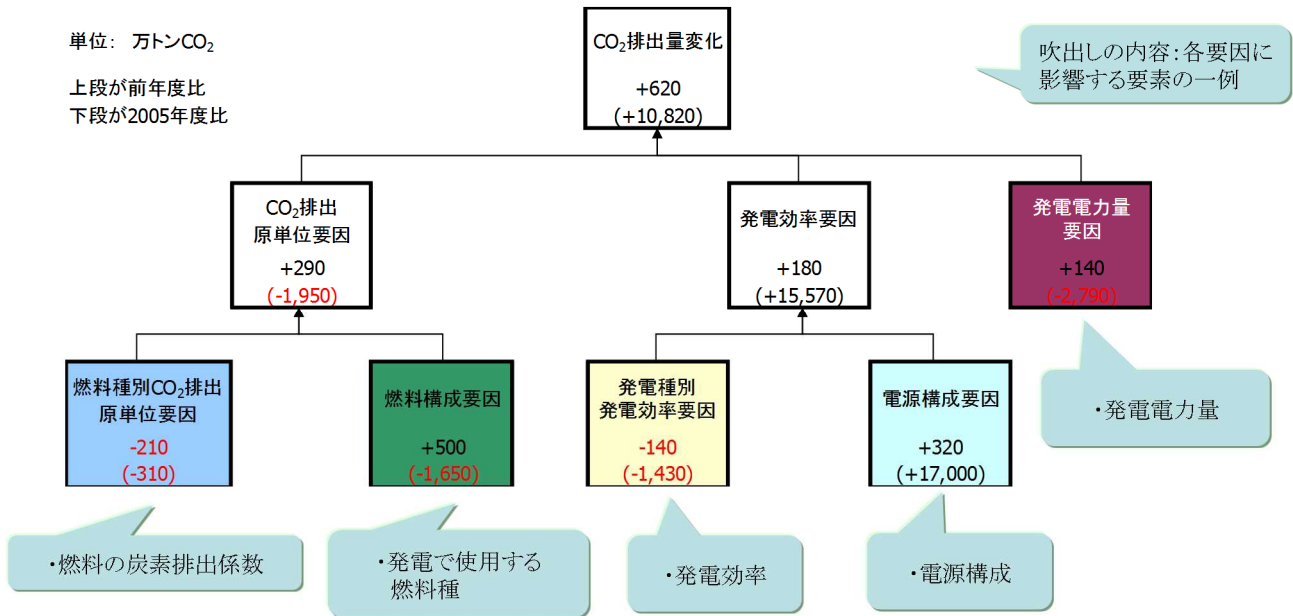 単位： 万トンCO₂
上段が前年度比
下段が2005年度比
CO₂排出量変化
+620
(+10,820)
吹出しの内容：各要因に
影響する要素の一例
CO₂排出
原単位要因
+290
(-1,950)
発電効率要因
+180
(+15,570)
発電電力量
要因
+140
(-2,790)
燃料種別CO₂排出
原単位要因
-210
(-310)
燃料構成要因
+500
(-1,650)
発電種別
発電効率要因
-140
(-1,430)
電源構成要因
+320
(+17,000)
・発電電力量
・燃料の炭素排出係数
・発電で使用する
燃料種
・発電効率
・電源構成